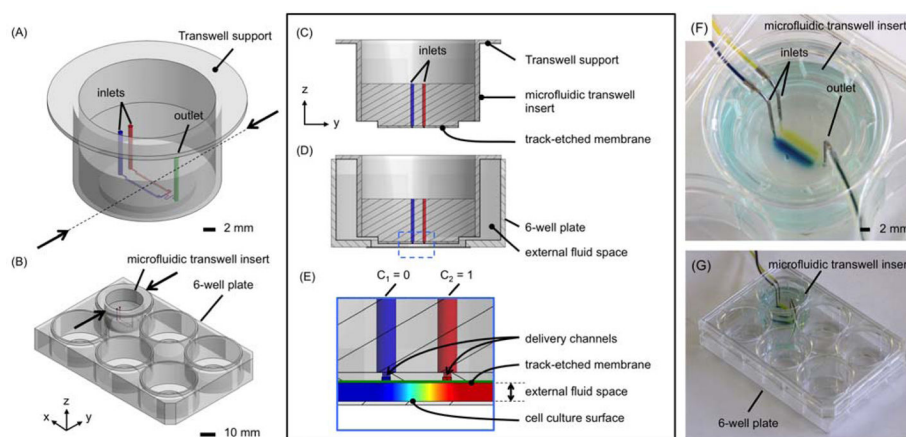 (A)
Transwell support
inlets
outlet
2 mm
(B)
microfluidic transwell insert
6-well plate
z
x
y
10 mm
(C)
inlets
Transwell support
z
y
microfluidic transwell
insert
track-etched membrane
(D)
6-well plate
external fluid space
(E)
C₁ = 0
C₂ = 1
delivery channels
track-etched membrane
external fluid space
cell culture surface
(F)
microfluidic transwell insert
inlets
outlet
2 mm
(G)
microfluidic transwell insert
6-well plate